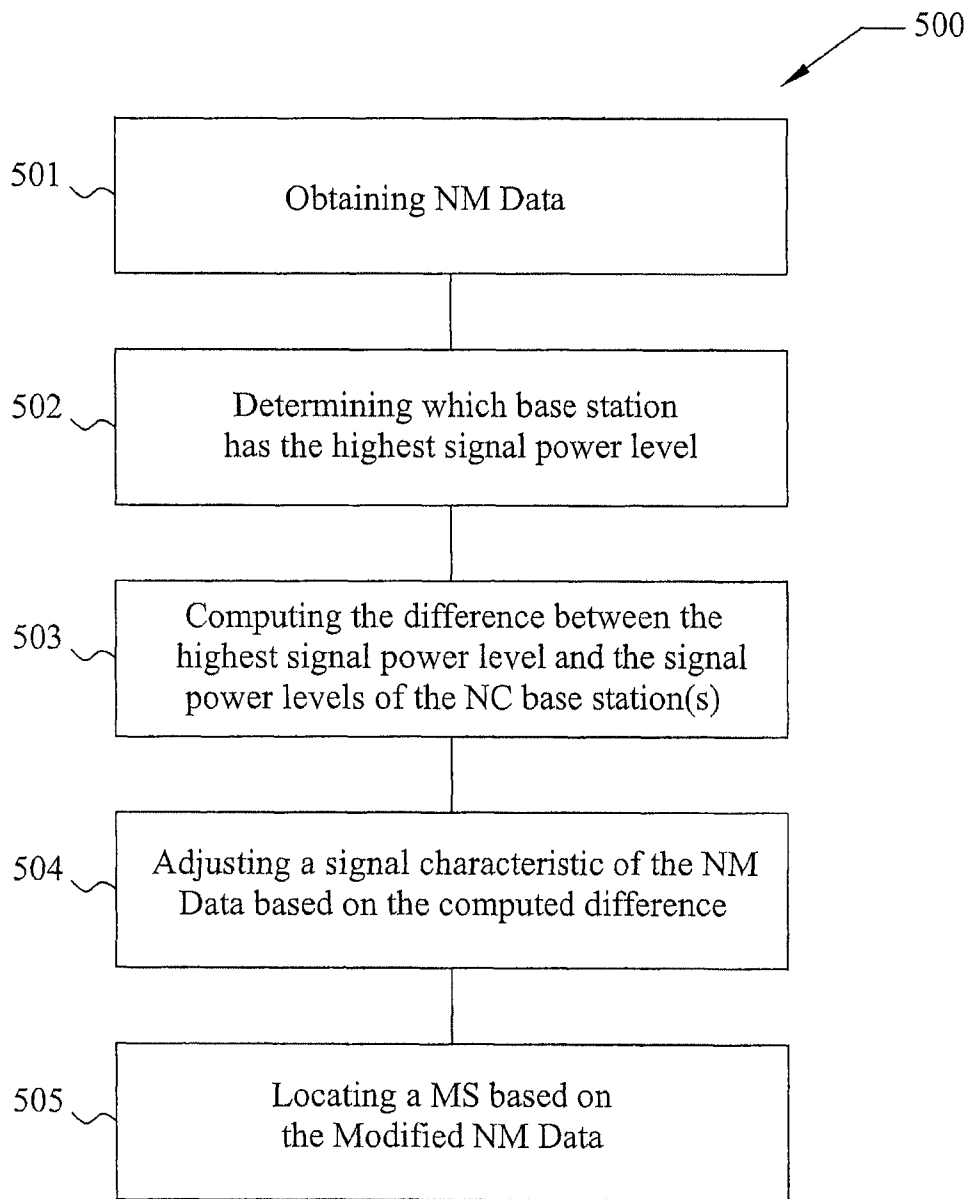 500
501
Obtaining NM Data
502
Determining which base station
has the highest signal power level
503
Computing the difference between the
highest signal power level and the signal
power levels of the NC base station(s)
504
Adjusting a signal characteristic of the NM
Data based on the computed difference
505
Locating a MS based on
the Modified NM Data